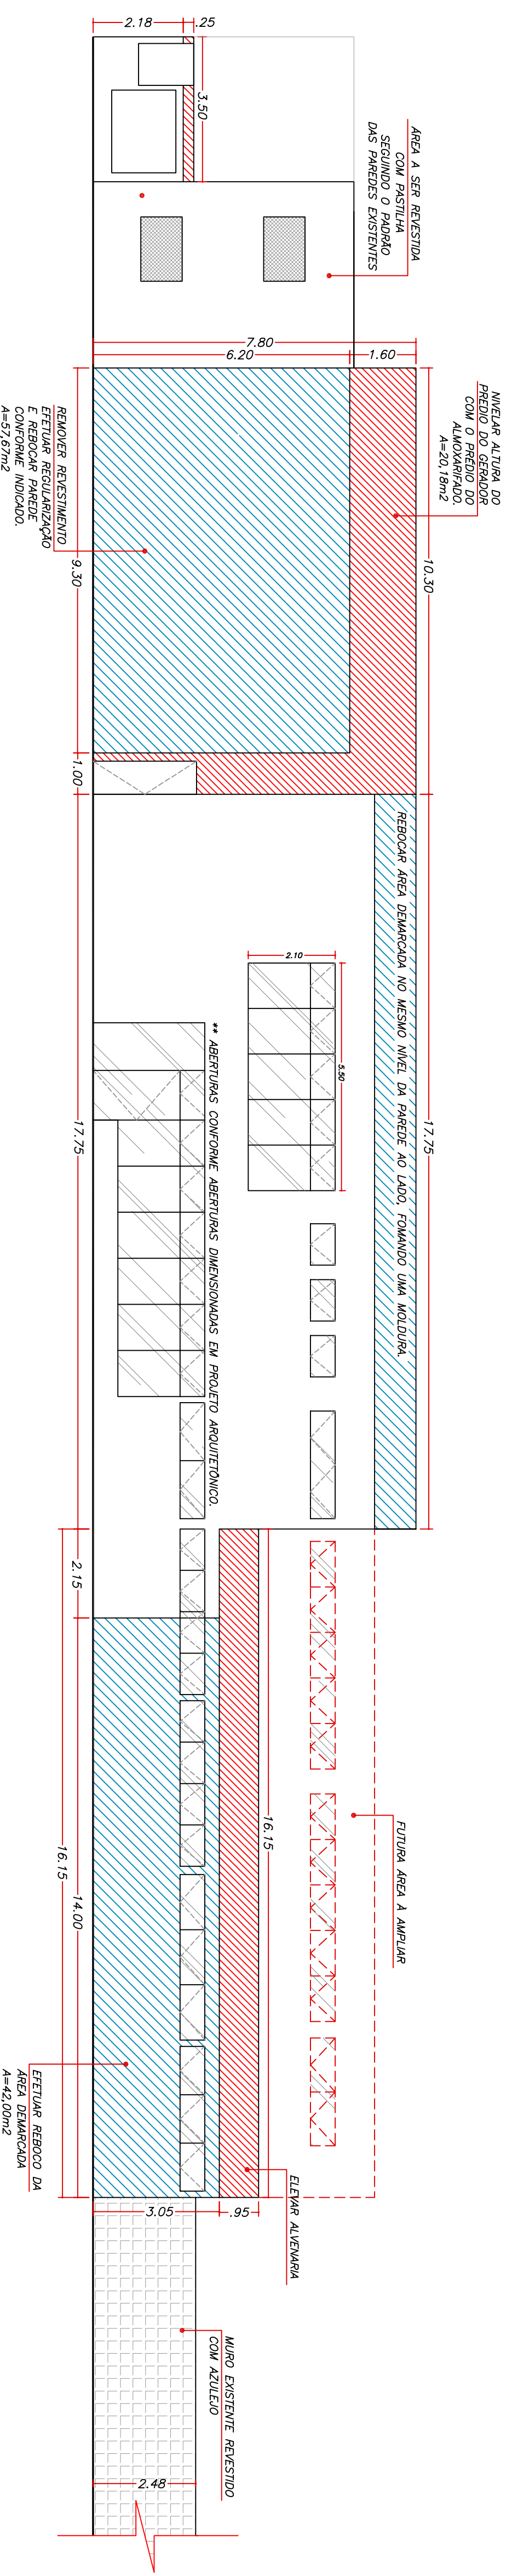 2.18
.25
3.50
ÁREA A SER REVESTIDA
COM PASTILHA
SEGUINDO O PADRÃO
DAS PAREDES EXISTENTES
7.80
6.20
1.60
NIVELAR ALTURA DO
PRÉDIO DO GERADOR
COM O PRÉDIO DO
ALMOXARIFADO.
A=20,18m2
10.30
REMOVER REVESTIMENTO
EFETUAR REGULARIZAÇÃO
E REBOCAR PAREDE
CONFORME INDICADO.
A=57,67m2
9.30
1.00
REBOCAR ÁREA DEMARCADA NO MESMO NÍVEL DA PAREDE AO LADO, FOMANDO UMA MOLDURA.
2.10
5.50
** ABERTURAS CONFORME ABERTURAS DIMENSIONADAS EM PROJETO ARQUITETÔNICO.
17.75
17.75
2.15
16.15
FUTURA ÁREA À AMPLIAR
16.15
14.00
EFETUAR REBOCO DA
ÁREA DEMARCADA
A=42,00m2
ELEVAR ALVENARIA
3.05
.95
MURO EXISTENTE REVESTIDO
COM AZULEJO
2.48